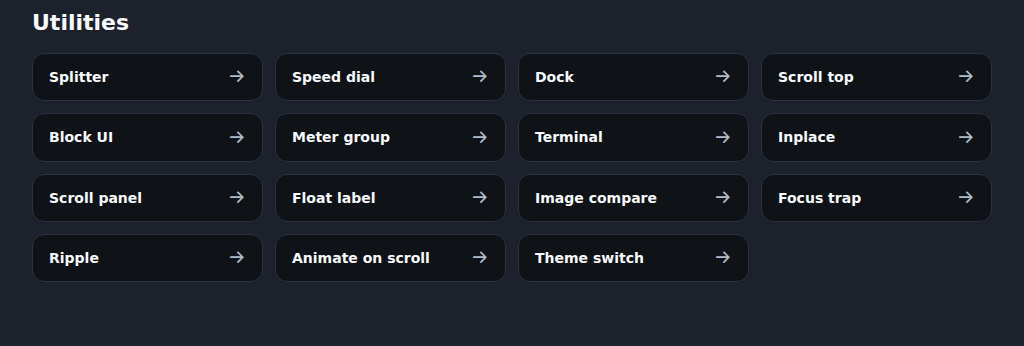 Utilities
Splitter →
Speed dial →
Dock →
Scroll top →
Block UI →
Meter group →
Terminal →
Inplace →
Scroll panel →
Float label →
Image compare →
Focus trap →
Ripple →
Animate on scroll →
Theme switch →